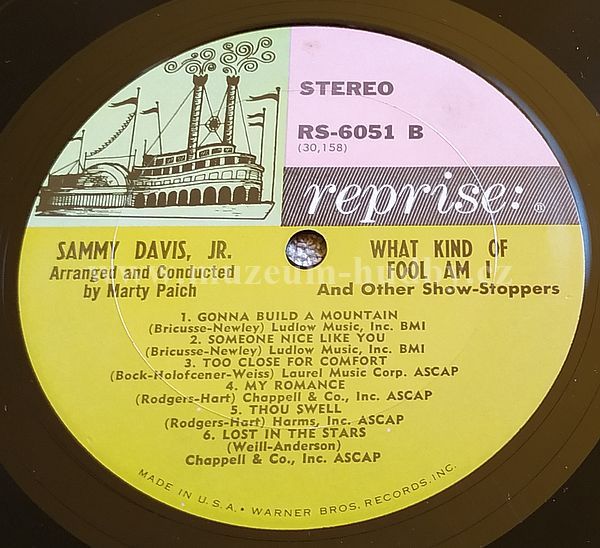 STEREO
RS-6051 B
(30,158)
reprise: ®
SAMMY DAVIS, JR.
Arranged and Conducted
by Marty Paich
WHAT KIND OF
FOOL AM I
And Other Show-Stoppers
1. GONNA BUILD A MOUNTAIN
(Bricusse-Newley) Ludlow Music, Inc. BMI
2. SOMEONE NICE LIKE YOU
(Bricusse-Newley) Ludlow Music, Inc. BMI
3. TOO CLOSE FOR COMFORT
(Bock-Holofcener-Weiss) Laurel Music Corp. ASCAP
4. MY ROMANCE
(Rodgers-Hart) Chappell & Co., Inc. ASCAP
5. THOU SWELL
(Rodgers-Hart) Harms, Inc. ASCAP
6. LOST IN THE STARS
(Weill-Anderson)
Chappell & Co., Inc. ASCAP
MADE IN U.S.A. • WARNER BROS. RECORDS, INC.